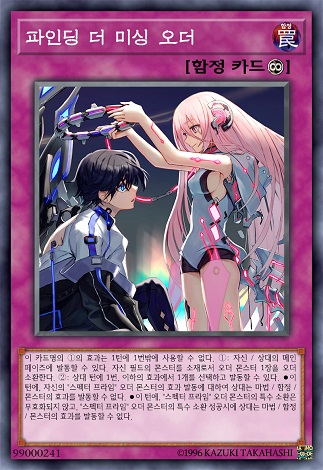 파인딩 더 미싱 오더
함정
罠
[함정 카드♾]
이 카드명의 ①의 효과는 1턴에 1번밖에 사용할 수 없다. ①: 자신 / 상대의 메인
페이즈에 발동할 수 있다. 자신 필드의 몬스터를 소재로서 오더 몬스터 1장을 오더
소환한다. ②: 상대 턴에 1번, 이하의 효과에서 1개를 선택하고 발동할 수 있다. ●이
턴에, 자신의 "스펙터 프라임" 오더 몬스터의 효과 발동에 대하여 상대는 마법 / 함정 /
몬스터의 효과를 발동할 수 없다. ●이 턴에, "스펙터 프라임" 오더 몬스터의 특수 소환은
무효화되지 않고, "스펙터 프라임" 오더 몬스터의 특수 소환 성공시에 상대는 마법 / 함정
/ 몬스터의 효과를 발동할 수 없다.
99000241
©1996 KAZUKI TAKAHASHI